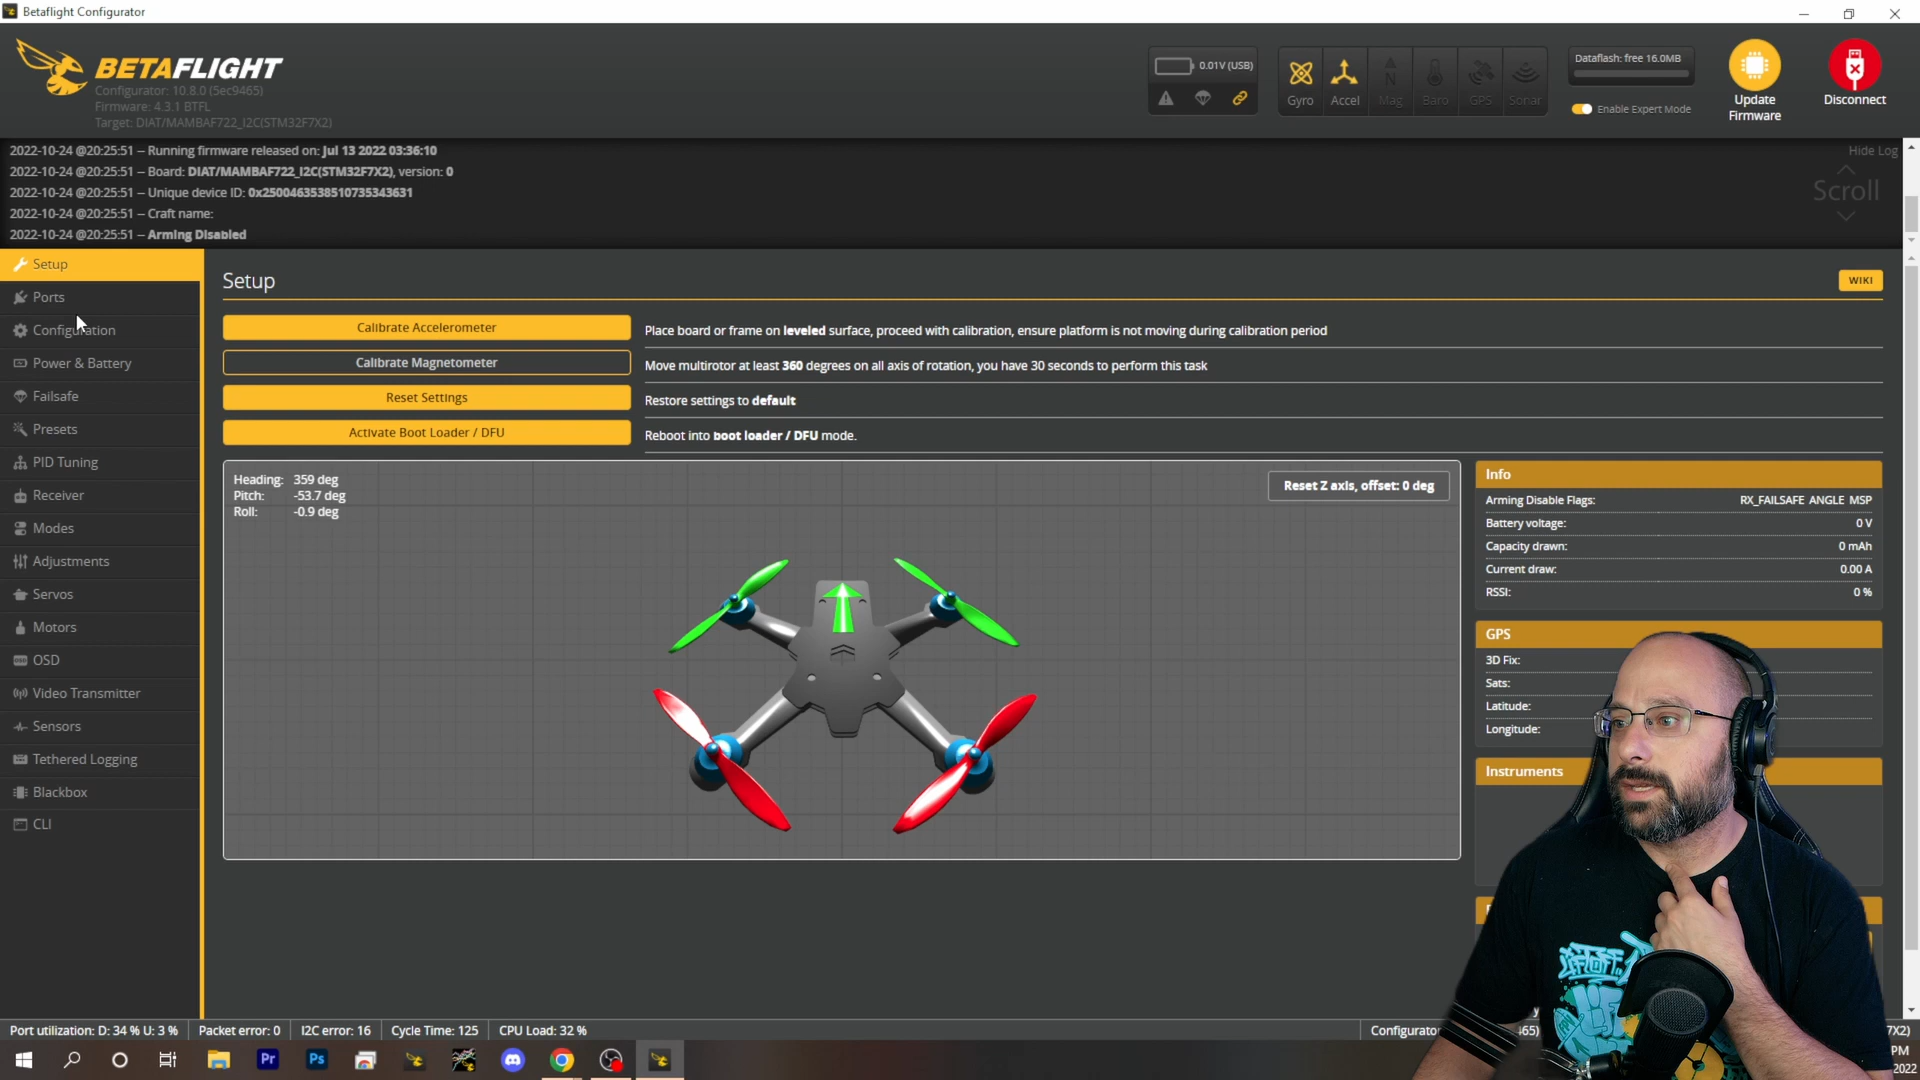 Betaflight Configurator
BETAFLIGHT
Configurator: 10.8.0 (5ec9465)
Firmware: 4.3.1 BTFL
Target: DIAT/MAMBAF722_I2C(STM32F7X2)
0.01V (USB)
Gyro
Accel
Mag
Baro
GPS
Sonar
Dataflash: free 16.0MB
Enable Expert Mode
Update Firmware
Disconnect
2022-10-24 @20:25:51 -- Running firmware released on: Jul 13 2022 03:36:10
2022-10-24 @20:25:51 -- Board: DIAT/MAMBAF722_I2C(STM32F7X2), version: 0
2022-10-24 @20:25:51 -- Unique device ID: 0x2500463538510735343631
2022-10-24 @20:25:51 -- Craft name:
2022-10-24 @20:25:51 -- Arming Disabled
Hide Log
Scroll
Setup
Ports
Configuration
Power & Battery
Failsafe
Presets
PID Tuning
Receiver
Modes
Adjustments
Servos
Motors
OSD
Video Transmitter
Sensors
Tethered Logging
Blackbox
CLI
Setup
WIKI
Calibrate Accelerometer
Place board or frame on leveled surface, proceed with calibration, ensure platform is not moving during calibration period
Calibrate Magnetometer
Move multirotor at least 360 degrees on all axis of rotation, you have 30 seconds to perform this task
Reset Settings
Restore settings to default
Activate Boot Loader / DFU
Reboot into boot loader / DFU mode.
Heading: 359 deg
Pitch: -53.7 deg
Roll: -0.9 deg
Reset Z axis, offset: 0 deg
Info
Arming Disable Flags: RX_FAILSAFE ANGLE MSP
Battery voltage: 0 V
Capacity drawn: 0 mAh
Current draw: 0.00 A
RSSI: 0 %
GPS
3D Fix:
Sats:
Latitude:
Longitude:
Instruments
Port utilization: D: 34 % U: 3 %
Packet error: 0
I2C error: 16
Cycle Time: 125
CPU Load: 32 %
Configurato
465)
7X2)
Pr
Ps
PM
2022